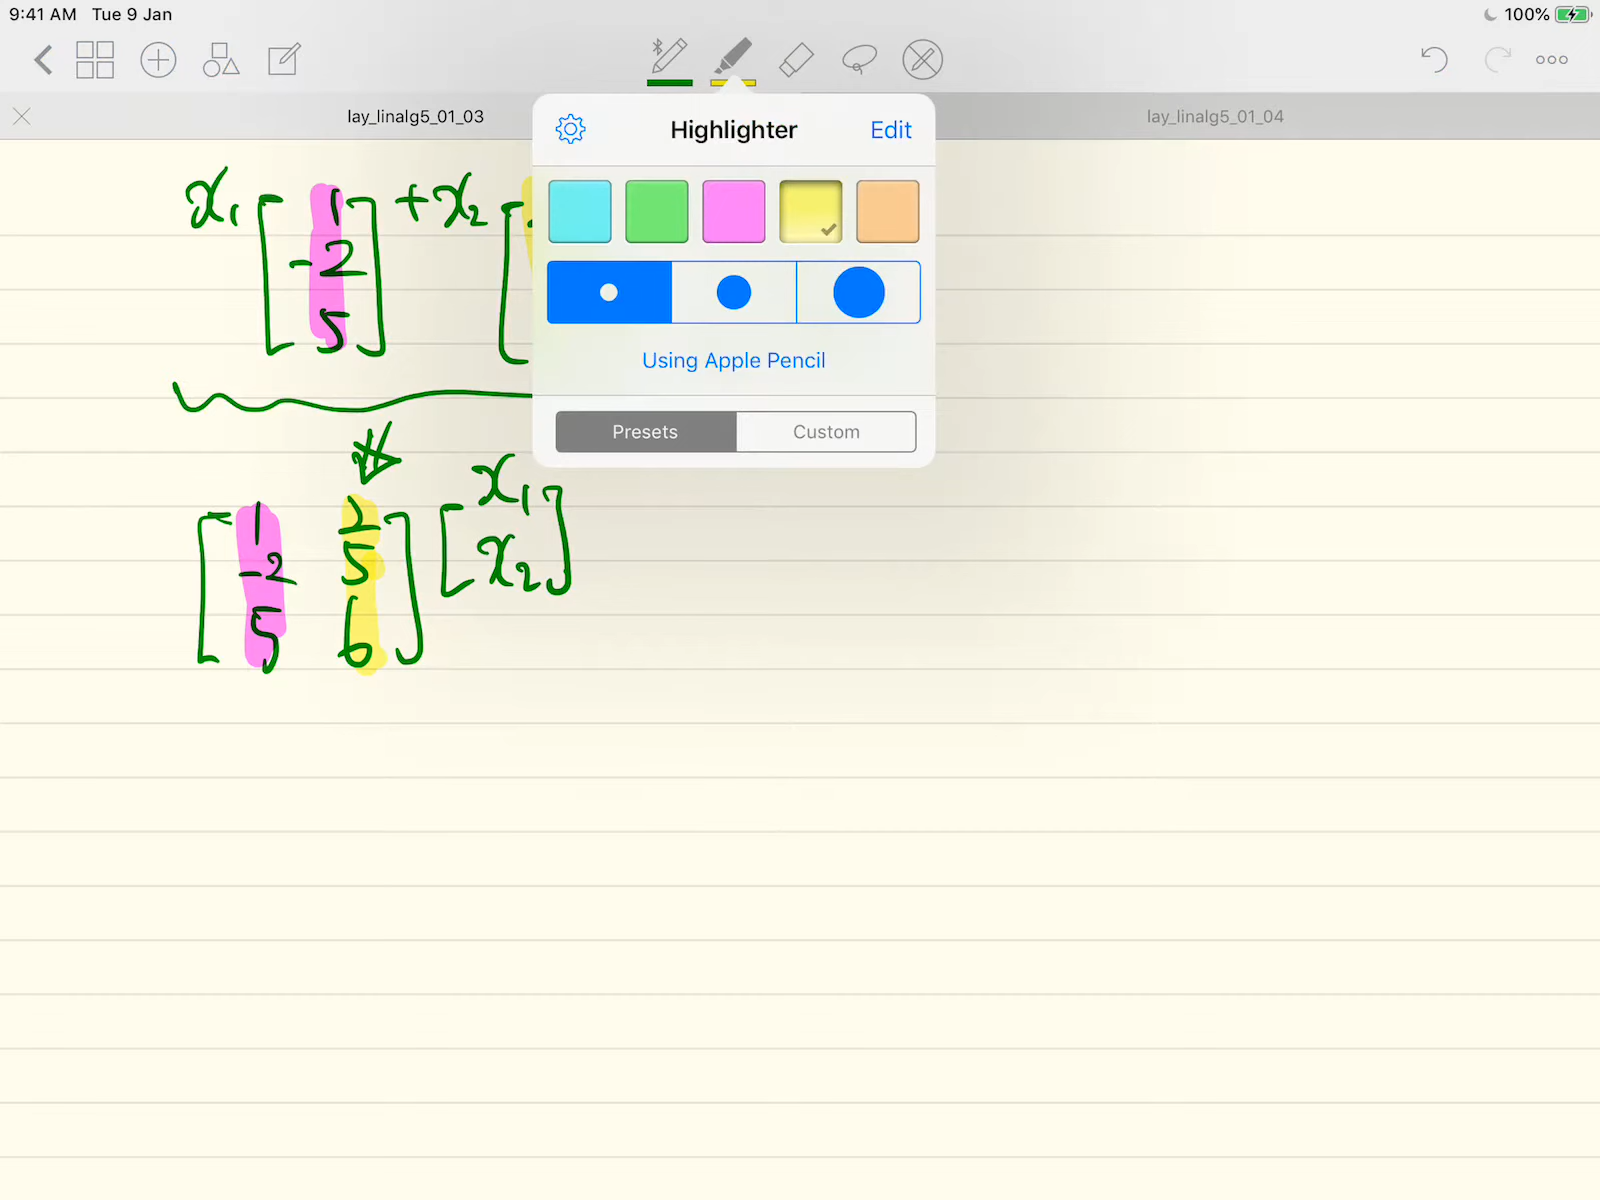 9:41 AM Tue 9 Jan 100%
lay_linalg5_01_03 lay_linalg5_01_04
Highlighter Edit
Using Apple Pencil
Presets Custom
x₁ [ 1 -2 5 ] + x₂ [
[ 1 2 ] [ x₁ ]
-2 5 x₂
5 6